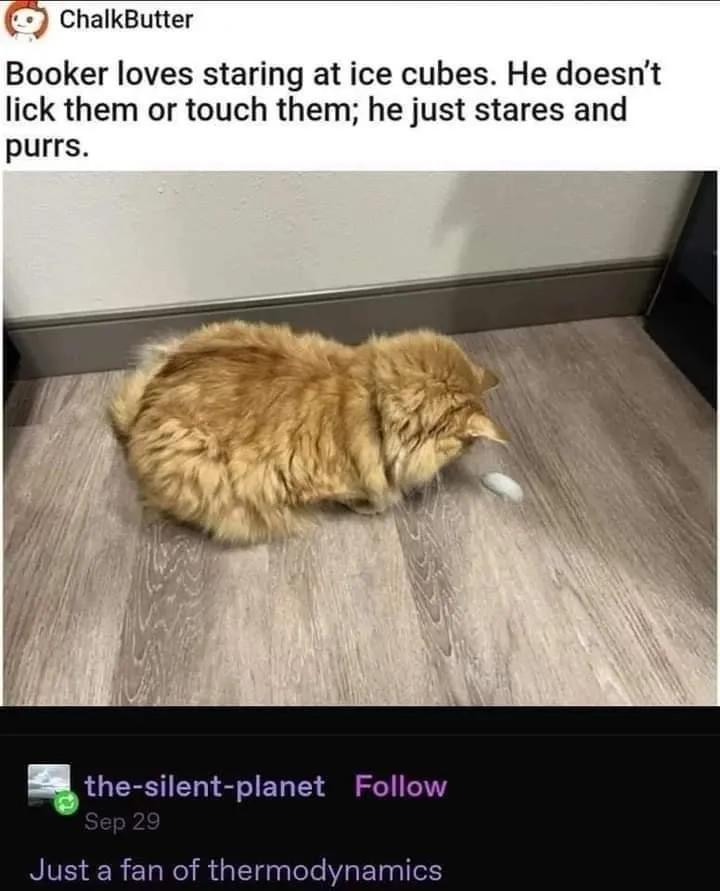 ChalkButter
Booker loves staring at ice cubes. He doesn't
lick them or touch them; he just stares and
purrs.
the-silent-planet Follow
Sep 29
Just a fan of thermodynamics